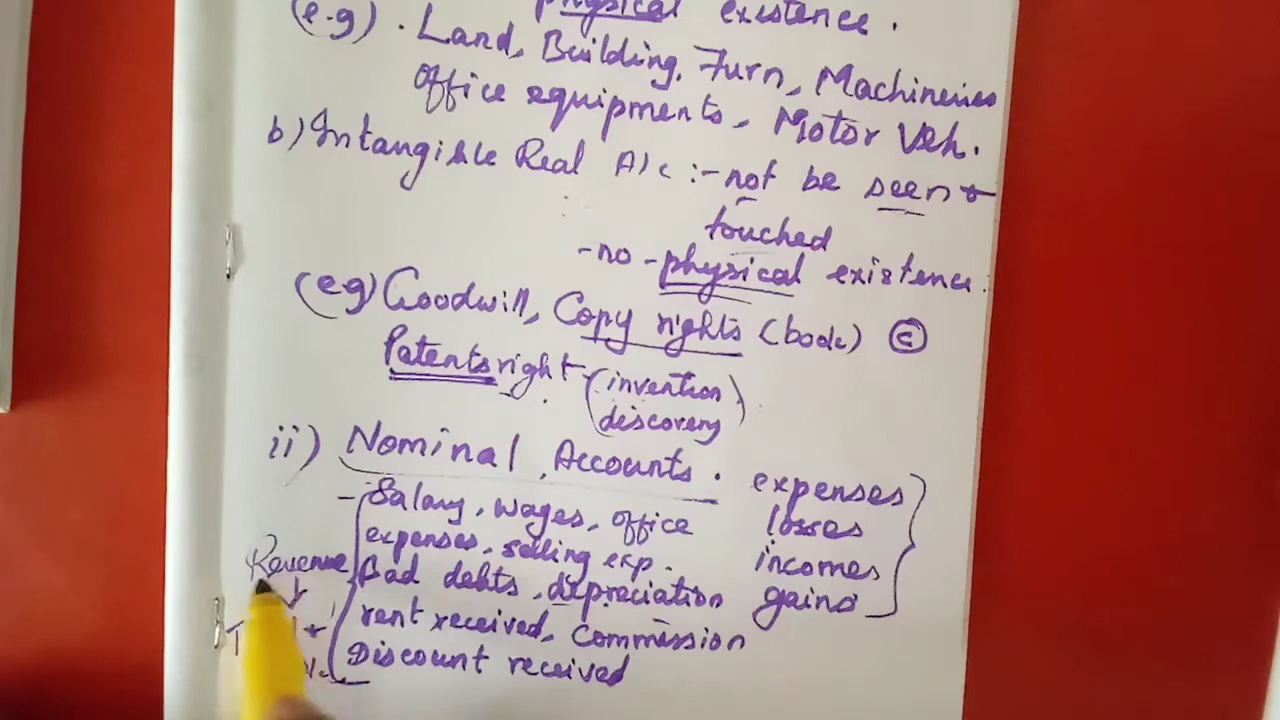 physical existence.
(e.g) . Land, Building, Furn, Machineries
Office equipments, Motor Veh.
b) Intangible Real A/c :- not be seen +
touched
- no - physical existence.
(eg) Goodwill, Copy rights (book) ©
Patents right - (invention
discovery)
ii) Nominal Accounts. expenses
- Salary, wages, office losses
expenses, selling exp. incomes
Revenue Bad debts, depreciation gains
rent received, Commission
Discount received